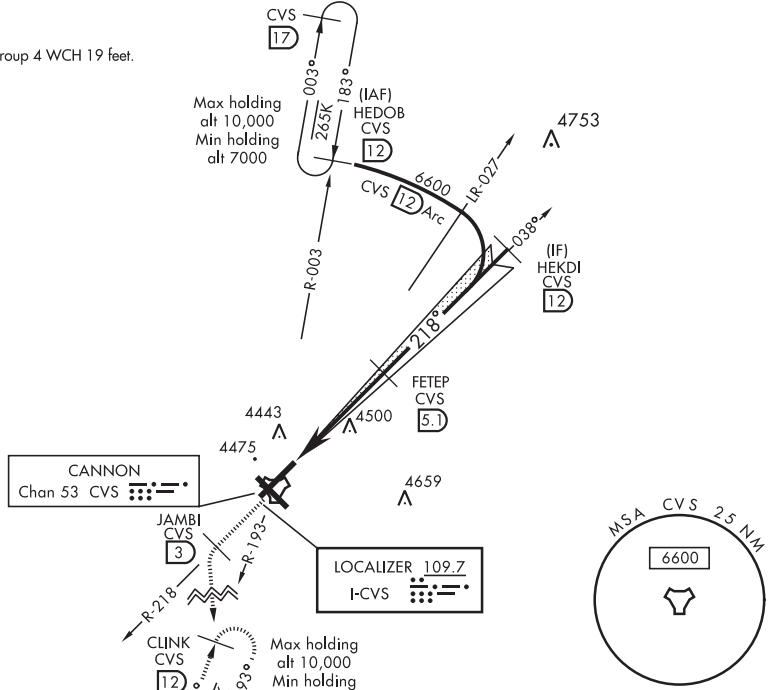 CVS
17
roup 4 WCH 19 feet.
003°
183°
265K
Max holding
alt 10,000
Min holding
alt 7000
(IAF)
HEDOB
CVS
12
4753
6600
CVS 12 Arc
LR-027
038°
(IF)
HEKDI
CVS
12
R-003
218°
FETEP
CVS
5.1
4443
4500
4475
4659
CANNON
Chan 53 CVS
JAMBI
CVS
3
R-193
R-218
LOCALIZER 109.7
I-CVS
MSA CVS 25 NM
6600
CLINK
CVS
12
93°
Max holding
alt 10,000
Min holding